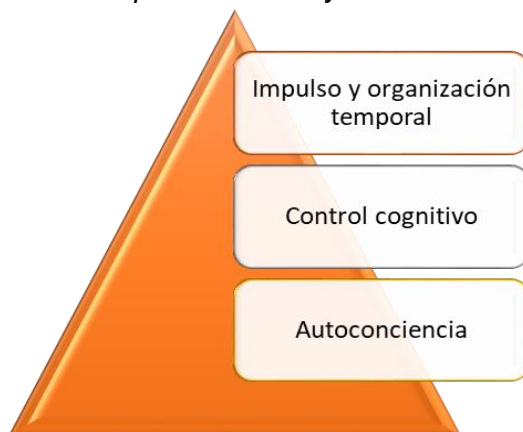 Impulso y organización
temporal
Control cognitivo
Autoconciencia